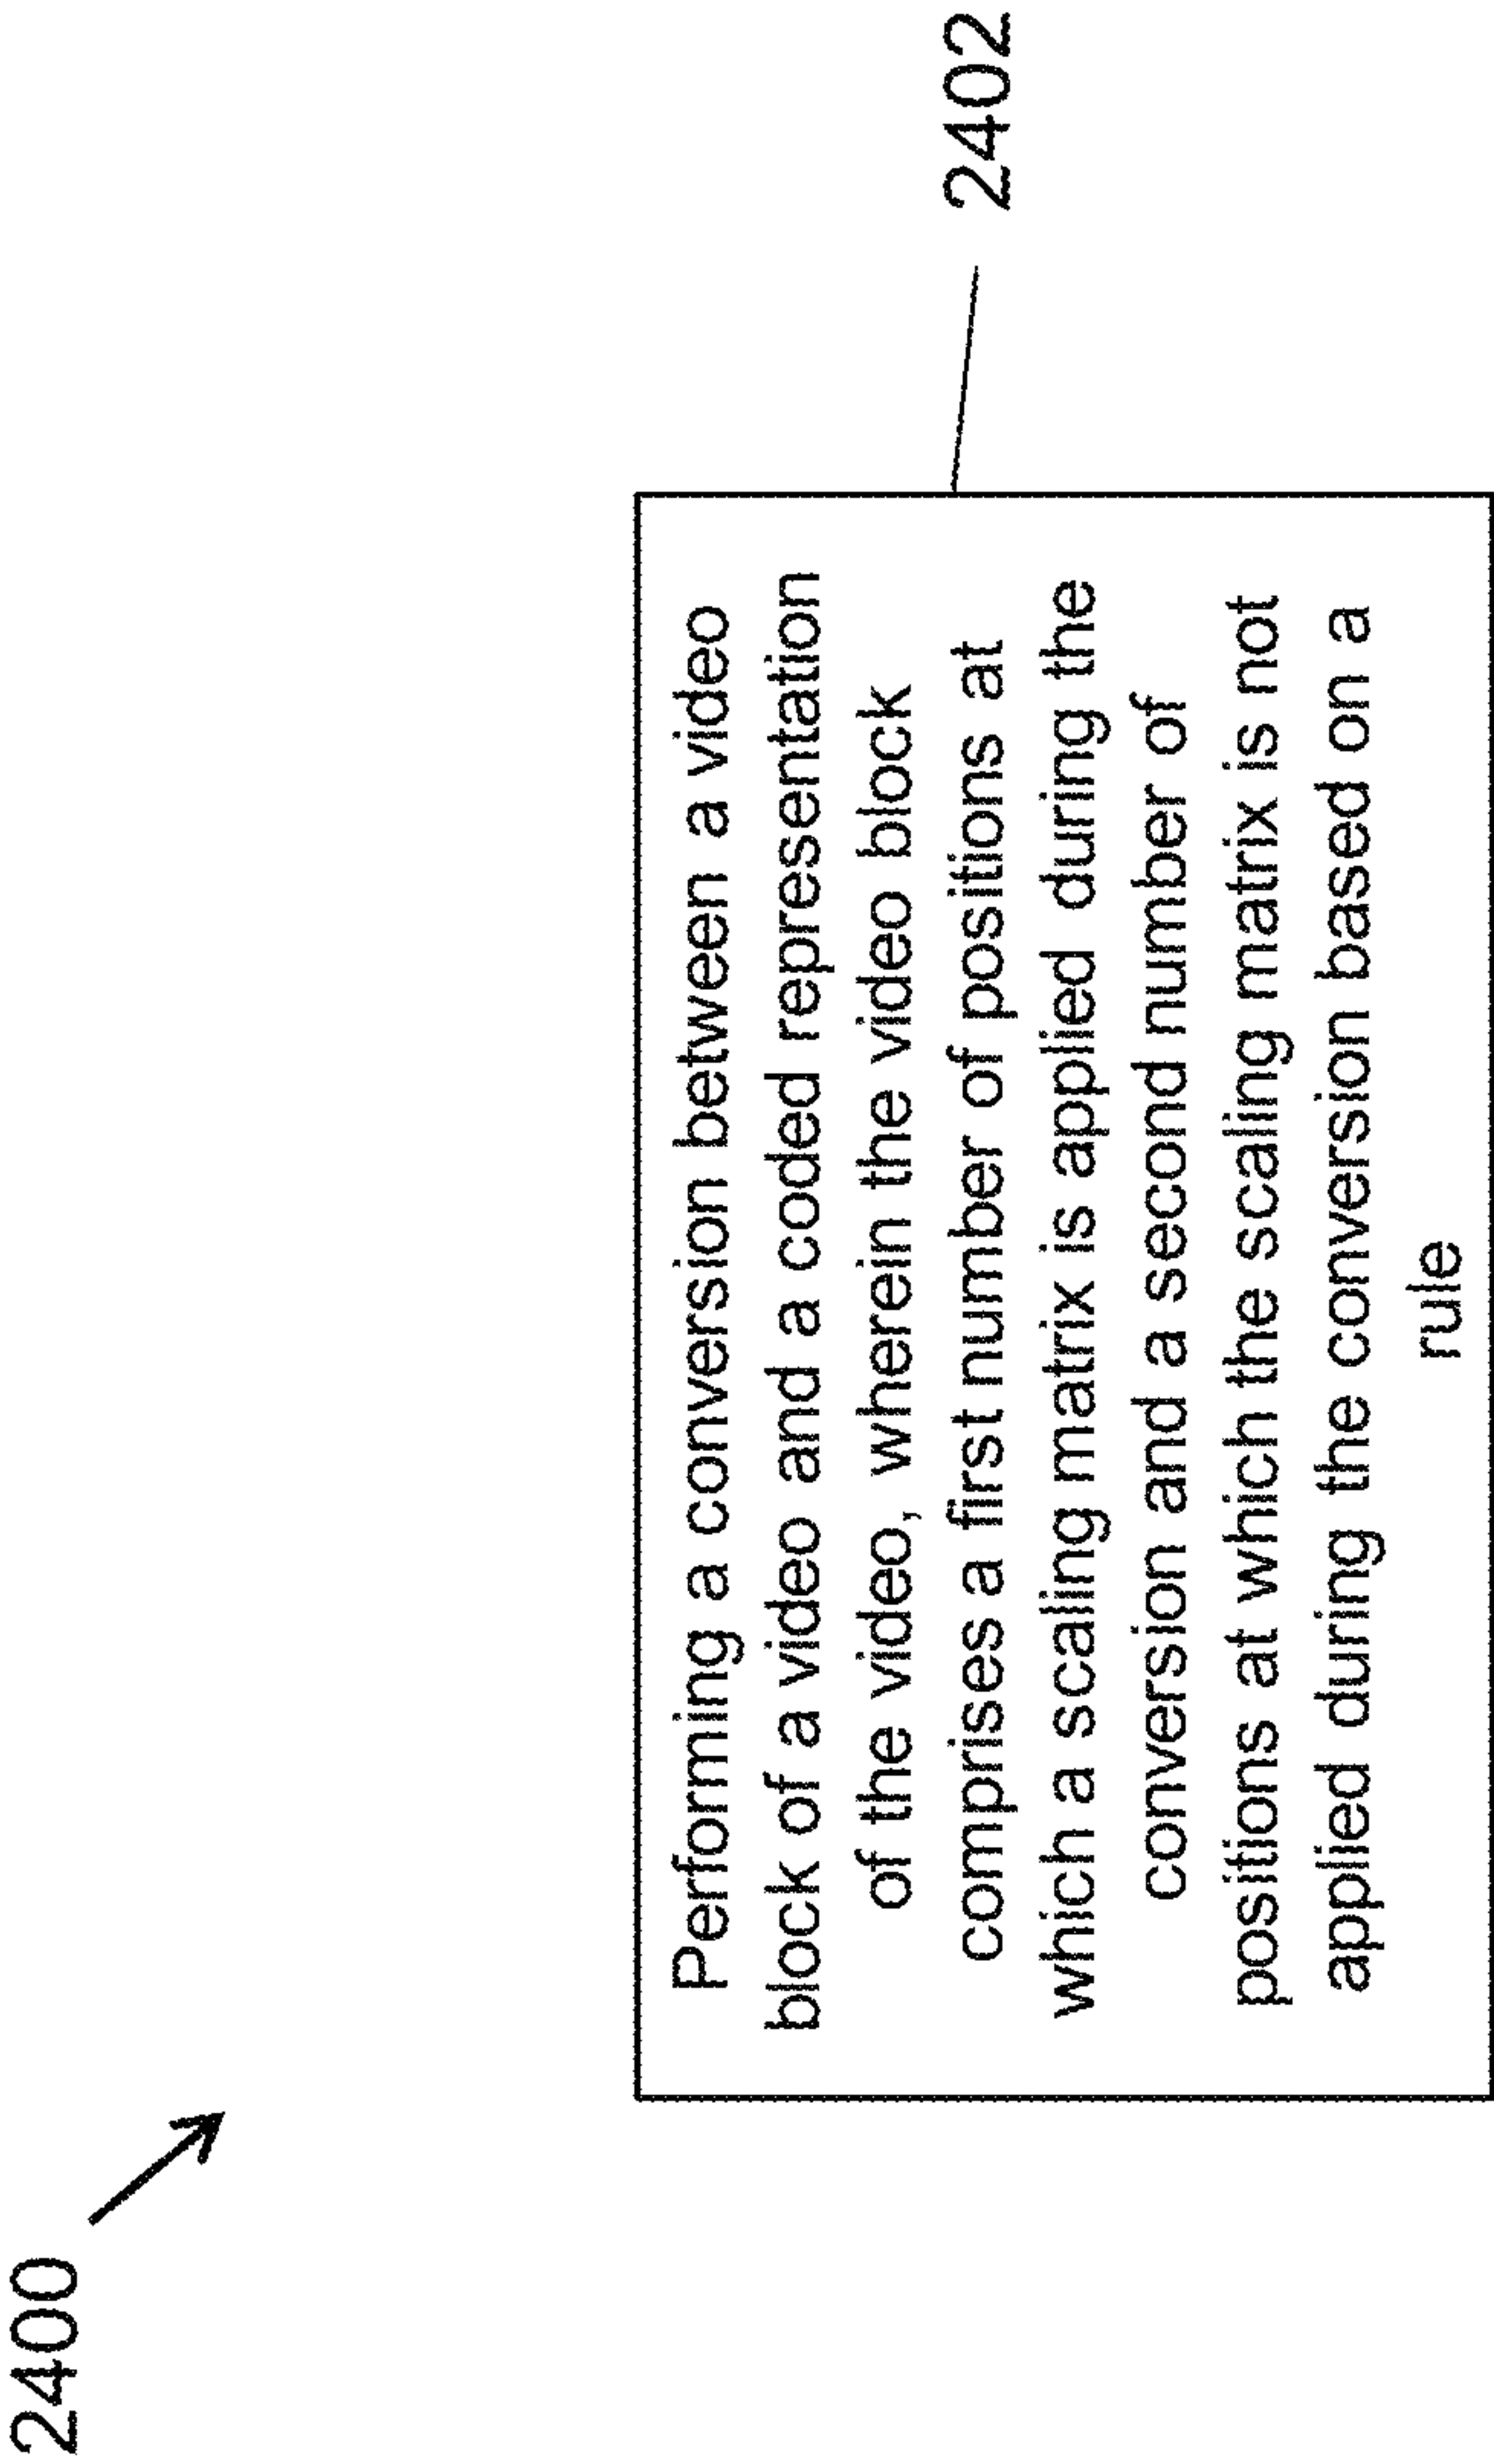 2400
Performing a conversion between a video
block of a video and a coded representation
of the video, wherein the video block
comprises a first number of positions at
which a scaling matrix is applied during the
conversion and a second number of
positions at which the scaling matrix is not
applied during the conversion based on a
rule
2402